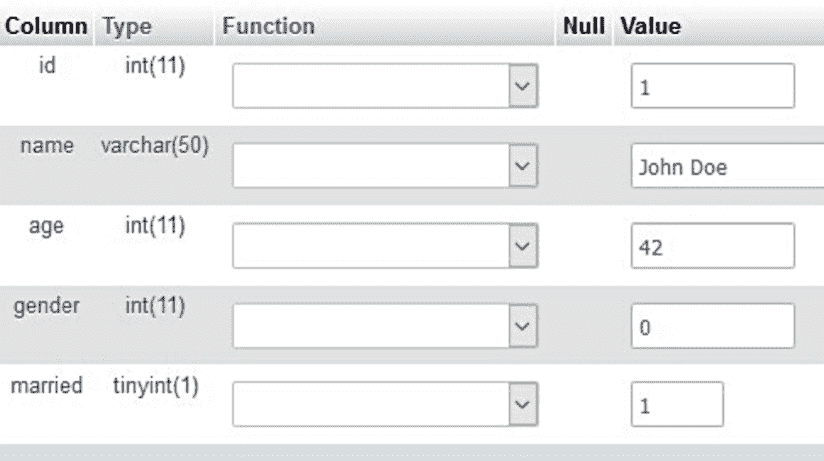 Column Type Function Null Value
id int(11) 1
name varchar(50) John Doe
age int(11) 42
gender int(11) 0
married tinyint(1) 1